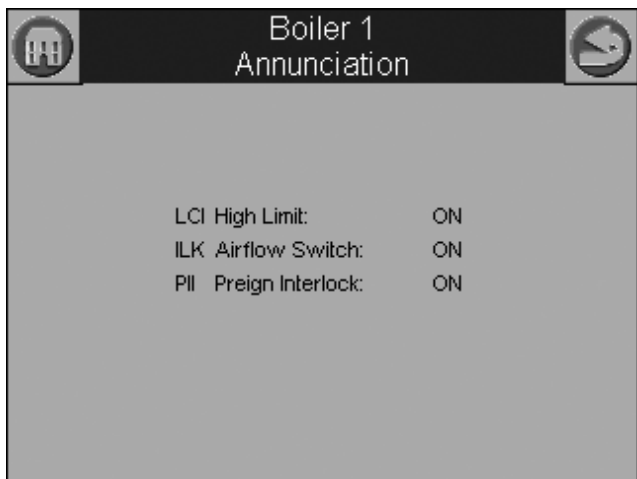 Boiler 1
Annunciation
LCI High Limit: ON
ILK Airflow Switch: ON
PII Preign Interlock: ON